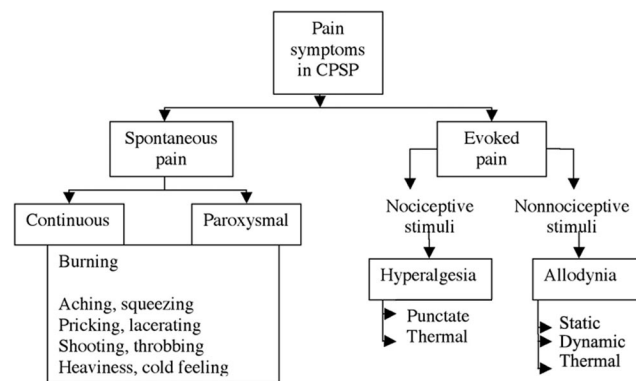 Pain
symptoms
in CPSP
Spontaneous
pain
Evoked
pain
Continuous
Paroxysmal
Burning
Aching, squeezing
Pricking, lacerating
Shooting, throbbing
Heaviness, cold feeling
Nociceptive
stimuli
Nonnociceptive
stimuli
Hyperalgesia
Allodynia
Punctate
Thermal
Static
Dynamic
Thermal